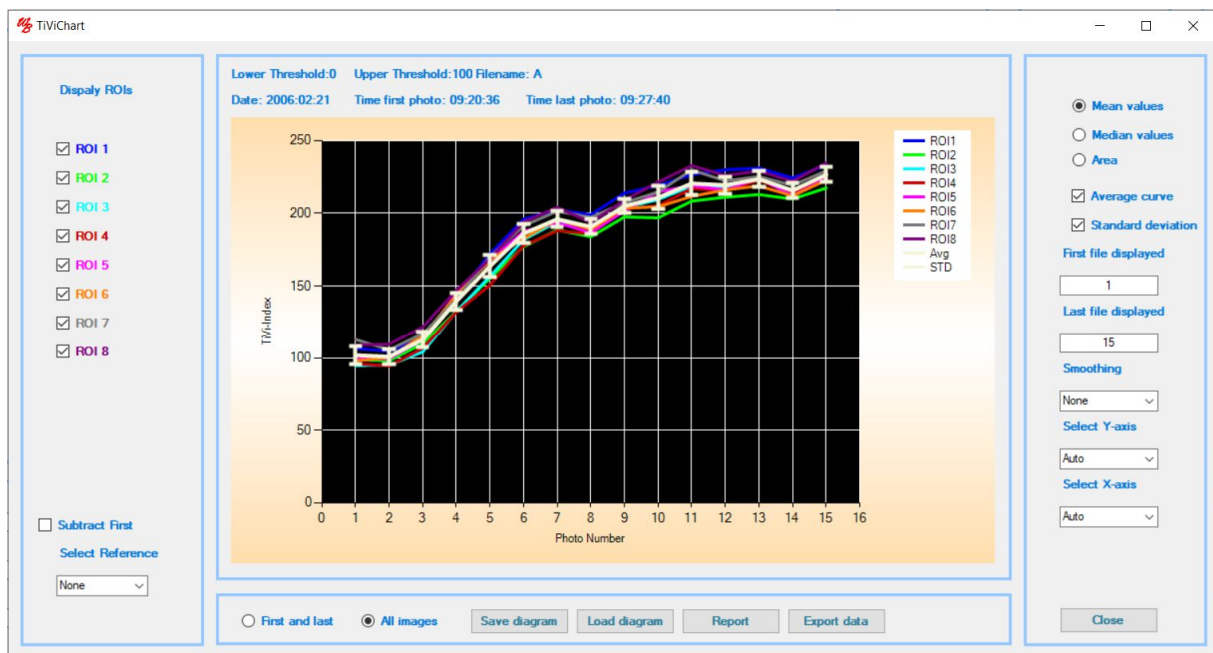 TiViChart
Dispaly ROIs
ROI 1
ROI 2
ROI 3
ROI 4
ROI 5
ROI 6
ROI 7
ROI 8
Subtract First
Select Reference
None
Lower Threshold:0 Upper Threshold:100 Filename: A
Date: 2006:02:21 Time first photo: 09:20:36 Time last photo: 09:27:40
250
200
150
100
50
0
TiVi-Index
0 1 2 3 4 5 6 7 8 9 10 11 12 13 14 15 16
Photo Number
ROI1
ROI2
ROI3
ROI4
ROI5
ROI6
ROI7
ROI8
Avg
STD
First and last All images Save diagram Load diagram Report Export data
Mean values
Median values
Area
Average curve
Standard deviation
First file displayed
1
Last file displayed
15
Smoothing
None
Select Y-axis
Auto
Select X-axis
Auto
Close